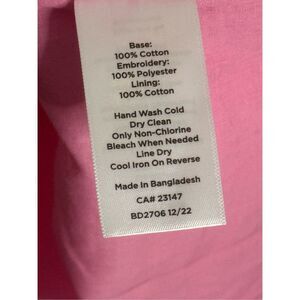 Base:
100% Cotton
Embroidery:
100% Polyester
Lining:
100% Cotton
Hand Wash Cold
Dry Clean
Only Non-Chlorine
Bleach When Needed
Line Dry
Cool Iron On Reverse
Made In Bangladesh
CA# 23147
BD2706 12/22